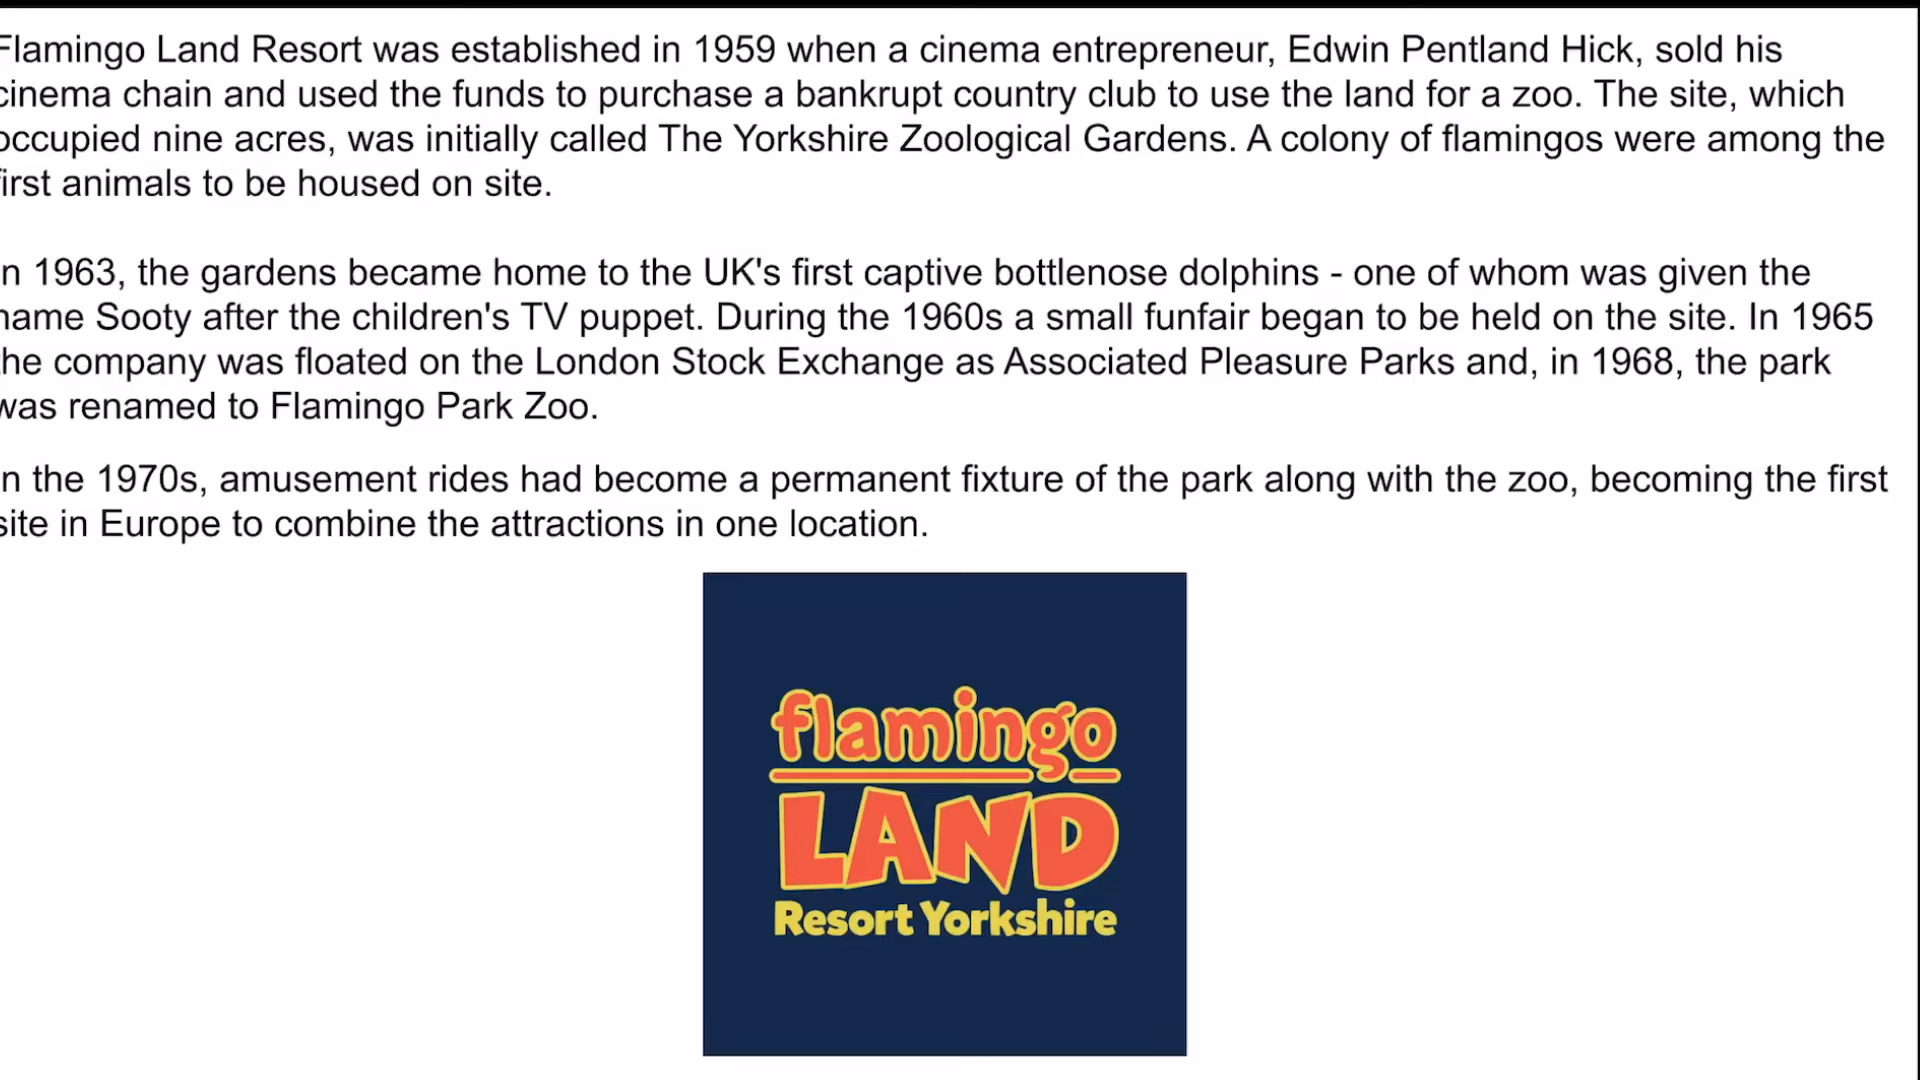 Flamingo Land Resort was established in 1959 when a cinema entrepreneur, Edwin Pentland Hick, sold his
cinema chain and used the funds to purchase a bankrupt country club to use the land for a zoo. The site, which
occupied nine acres, was initially called The Yorkshire Zoological Gardens. A colony of flamingos were among the
first animals to be housed on site.
In 1963, the gardens became home to the UK's first captive bottlenose dolphins - one of whom was given the
name Sooty after the children's TV puppet. During the 1960s a small funfair began to be held on the site. In 1965
the company was floated on the London Stock Exchange as Associated Pleasure Parks and, in 1968, the park
was renamed to Flamingo Park Zoo.
In the 1970s, amusement rides had become a permanent fixture of the park along with the zoo, becoming the first
site in Europe to combine the attractions in one location.
flamingo
LAND
Resort Yorkshire